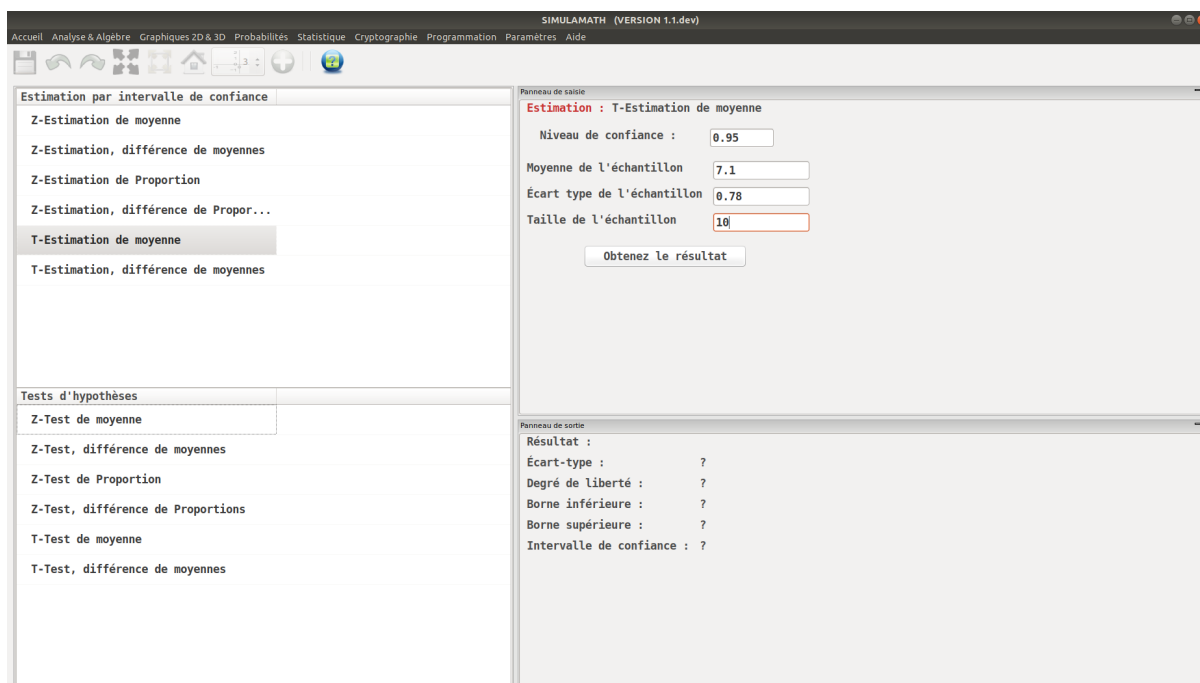 SIMULAMATH (VERSION 1.1.dev)
Accueil Analyse & Algèbre Graphiques 2D & 3D Probabilités Statistique Cryptographie Programmation Paramètres Aide
3
Estimation par intervalle de confiance
Z-Estimation de moyenne
Z-Estimation, différence de moyennes
Z-Estimation de Proportion
Z-Estimation, différence de Propor...
T-Estimation de moyenne
T-Estimation, différence de moyennes
Tests d'hypothèses
Z-Test de moyenne
Z-Test, différence de moyennes
Z-Test de Proportion
Z-Test, différence de Proportions
T-Test de moyenne
T-Test, différence de moyennes
Panneau de saisie
Estimation : T-Estimation de moyenne
Niveau de confiance : 0.95
Moyenne de l'échantillon 7.1
Écart type de l'échantillon 0.78
Taille de l'échantillon 10
Obtenez le résultat
Panneau de sortie
Résultat :
Écart-type : ?
Degré de liberté : ?
Borne inférieure : ?
Borne supérieure : ?
Intervalle de confiance : ?